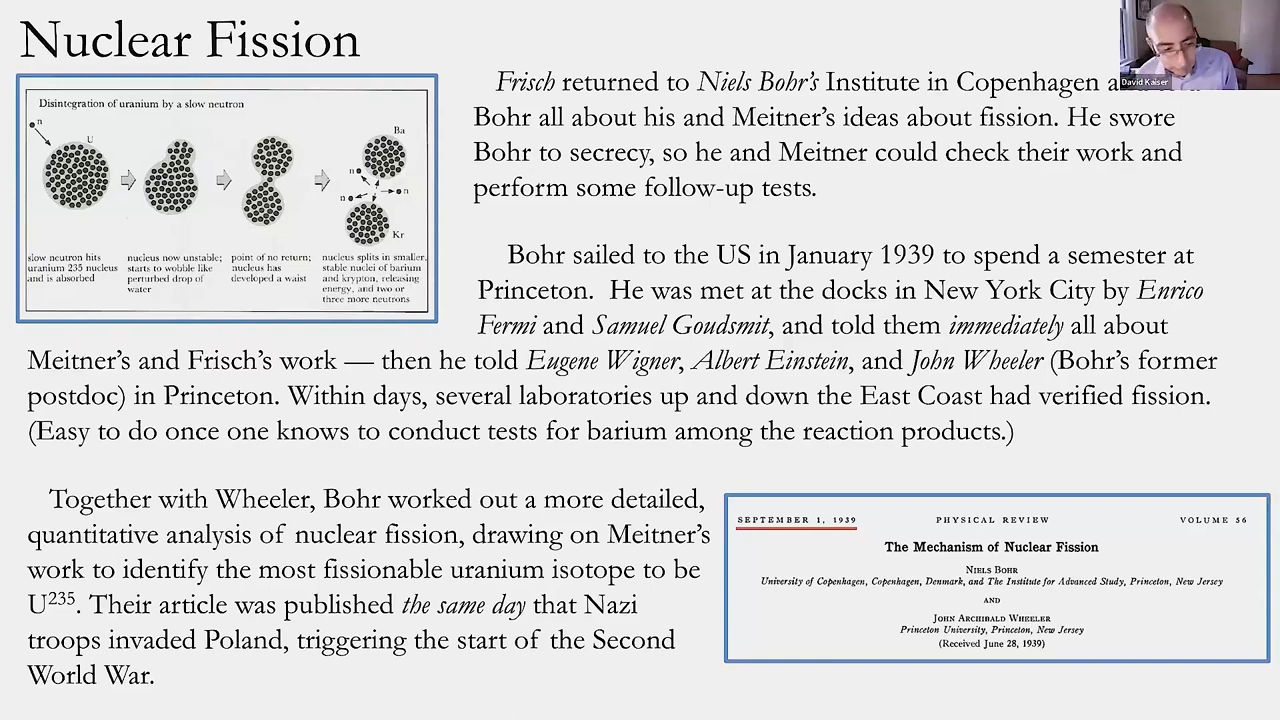 Nuclear Fission
David Kaiser
Disintegration of uranium by a slow neutron
n
U
Ba
n
n
n
Kr
slow neutron hits
uranium 235 nucleus
and is absorbed
nucleus now unstable;
starts to wobble like
perturbed drop of
water
point of no return;
nucleus has
developed a waist
nucleus splits in smaller,
stable nuclei of barium
and krypton, releasing
energy, and two or
three more neutrons
Frisch returned to Niels Bohr’s Institute in Copenhagen
Bohr all about his and Meitner’s ideas about fission. He swore
Bohr to secrecy, so he and Meitner could check their work and
perform some follow-up tests.
Bohr sailed to the US in January 1939 to spend a semester at
Princeton. He was met at the docks in New York City by Enrico
Fermi and Samuel Goudsmit, and told them immediately all about
Meitner’s and Frisch’s work — then he told Eugene Wigner, Albert Einstein, and John Wheeler (Bohr’s former
postdoc) in Princeton. Within days, several laboratories up and down the East Coast had verified fission.
(Easy to do once one knows to conduct tests for barium among the reaction products.)
Together with Wheeler, Bohr worked out a more detailed,
quantitative analysis of nuclear fission, drawing on Meitner’s
work to identify the most fissionable uranium isotope to be
U²³⁵. Their article was published the same day that Nazi
troops invaded Poland, triggering the start of the Second
World War.
SEPTEMBER 1, 1939 PHYSICAL REVIEW VOLUME 56
The Mechanism of Nuclear Fission
NIELS BOHR
University of Copenhagen, Copenhagen, Denmark, and The Institute for Advanced Study, Princeton, New Jersey
AND
JOHN ARCHIBALD WHEELER
Princeton University, Princeton, New Jersey
(Received June 28, 1939)